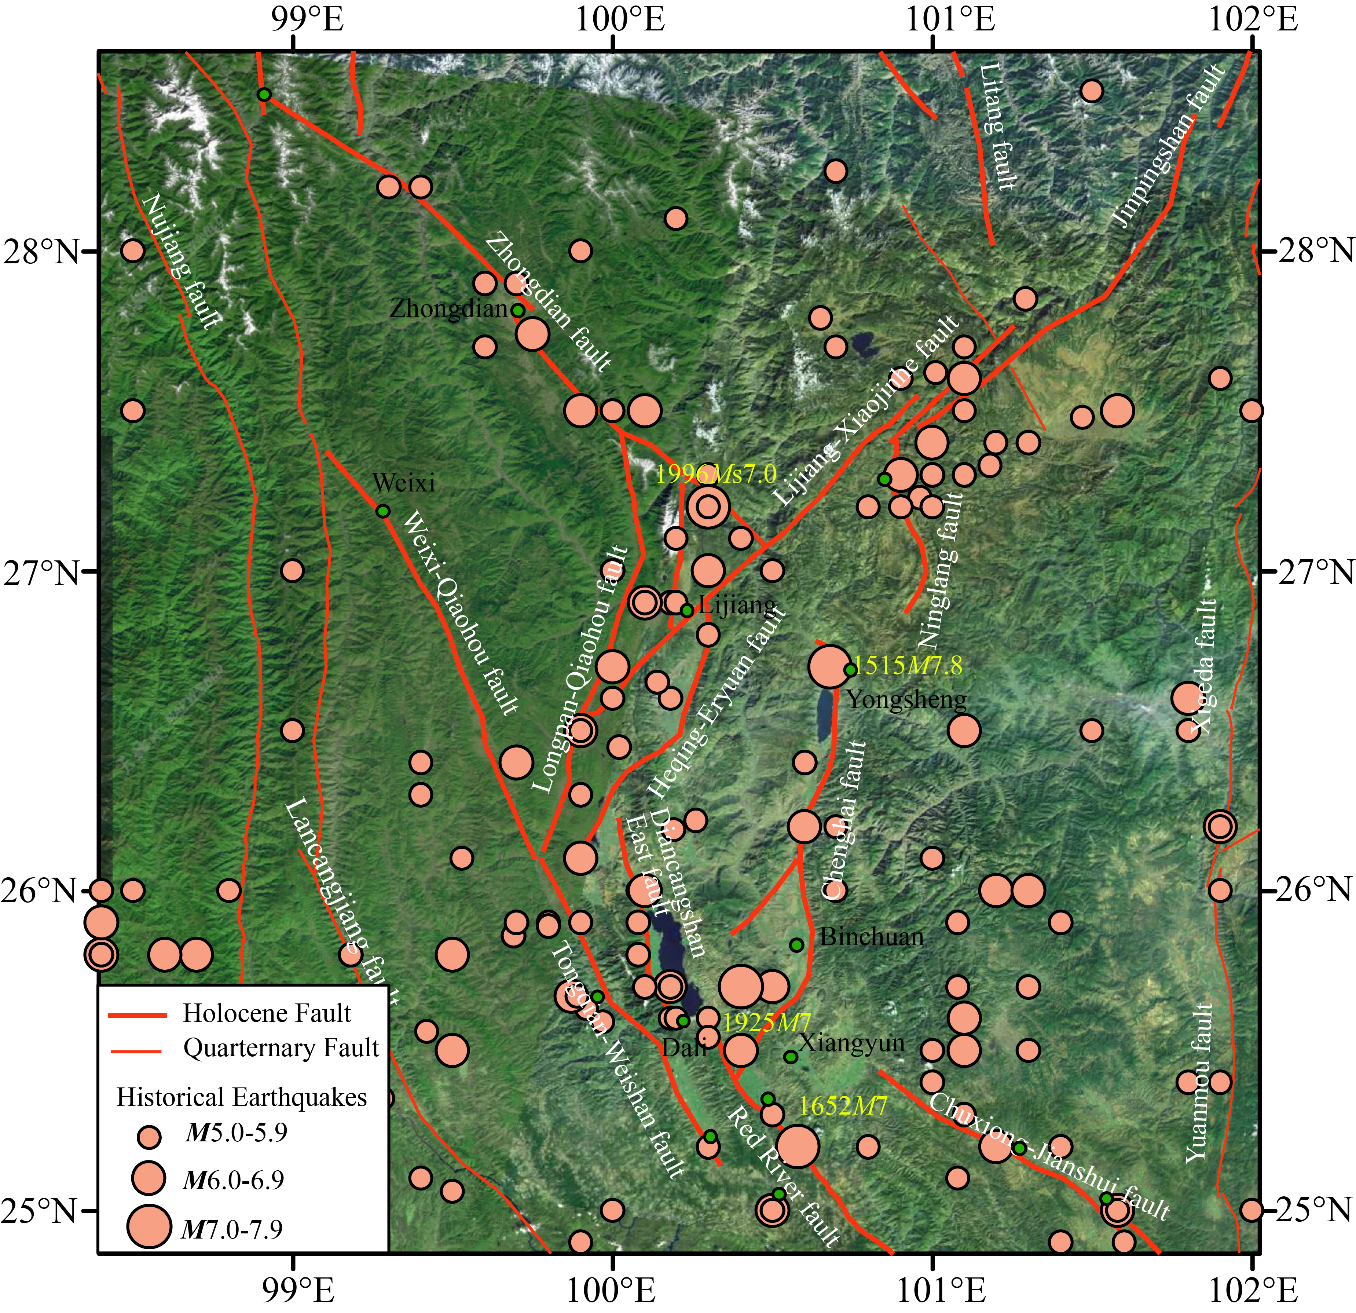 99°E 100°E 101°E 102°E
Litang fault
Jinpingshan fault
Nujiang fault
28°N 28°N
Zhongdian fault
Zhongdian
Lijiang-Xiaojinhe fault
1996Ms7.0
Weixi
Weixi-Qiaohou fault
Ninglang fault
27°N 27°N
Longpan-Qiaohou fault
Lijiang
Heqing-Eryuan fault
Xigeda fault
1515M7.8
Yongsheng
Chenghai fault
Lancangjiang fault
Diancangshan
East fault
26°N 26°N
Binchuan
Tongdian-Weishan fault
1925M7
Dali
Xiangyun
Yuanmou fault
1652M7
Red River fault
Chuxiong-Jianshui fault
25°N 25°N
Holocene Fault
Quarternary Fault
Historical Earthquakes
M5.0-5.9
M6.0-6.9
M7.0-7.9
99°E 100°E 101°E 102°E